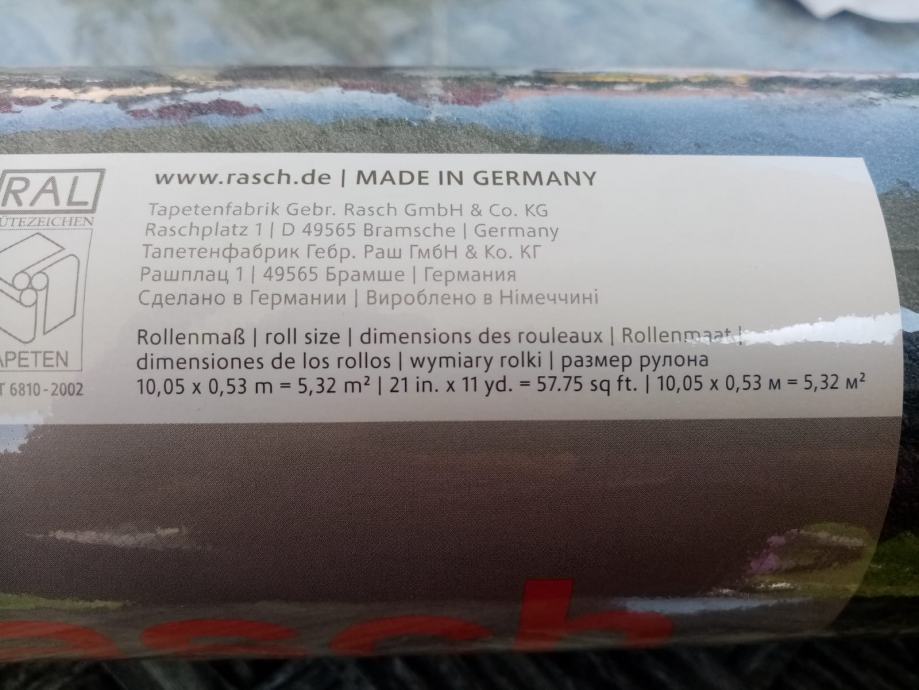 www.rasch.de | MADE IN GERMANY
Tapetenfabrik Gebr. Rasch GmbH & Co. KG
Raschplatz 1 | D 49565 Bramsche | Germany
Тапетенфабрик Гебр. Раш ГмбН & Ко. КГ
Рашплац 1 | 49565 Брамше | Германия
Сделано в Германии | Вироблено в Німеччині
RAL
GÜTEZEICHEN
TAPETEN
6810-2002
Rollenmaß | roll size | dimensions des rouleaux | Rollenmaat |
dimensiones de los rollos | wymiary rolki | размер рулона
10,05 x 0,53 m = 5,32 m² | 21 in. x 11 yd. = 57.75 sq ft. | 10,05 x 0,53 м = 5,32 м²
rasch